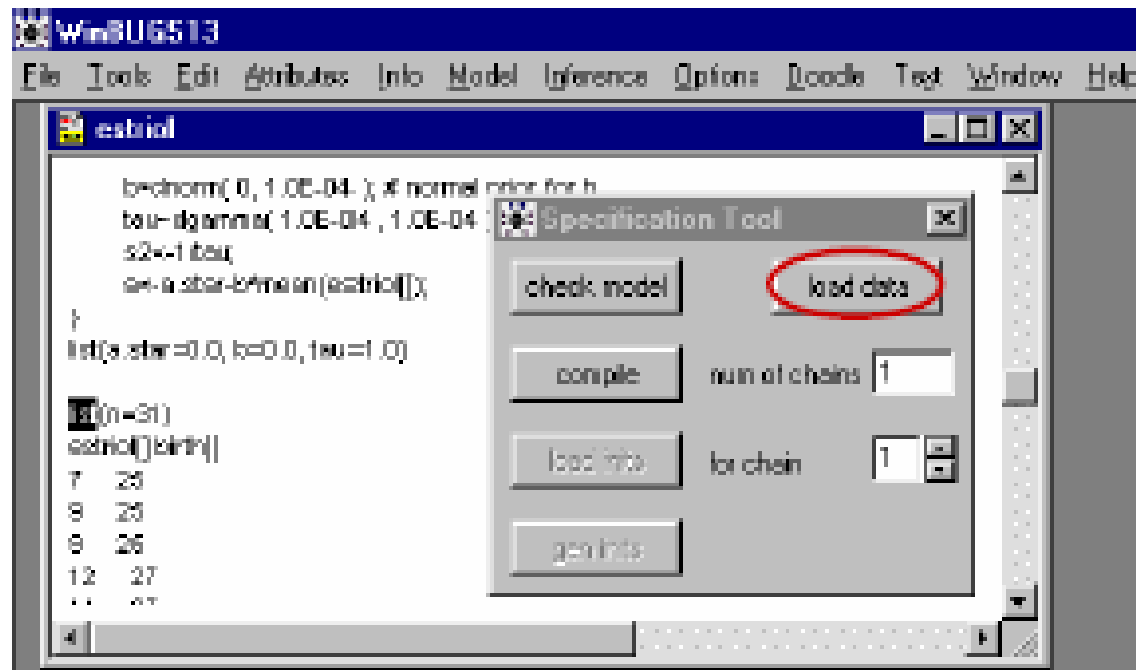 WinBUGS13
File Tools Edit Attributes Info Model Inference Options Doodle Text Window Help
estriol
b~dnorm( 0, 1.0E-04 ); # normal prior for b
tau~dgamma( 1.0E-04 , 1.0E-04 )
s2<-1/tau;
a<-a.star-b*mean(estriol[]);
}
list(a.star=0.0, b=0.0, tau=1.0)
list(n=31)
estriol[] birth[]
7 25
9 25
9 25
12 27
Specification Tool
check model
load data
compile
num of chains 1
load inits
for chain 1
gen inits